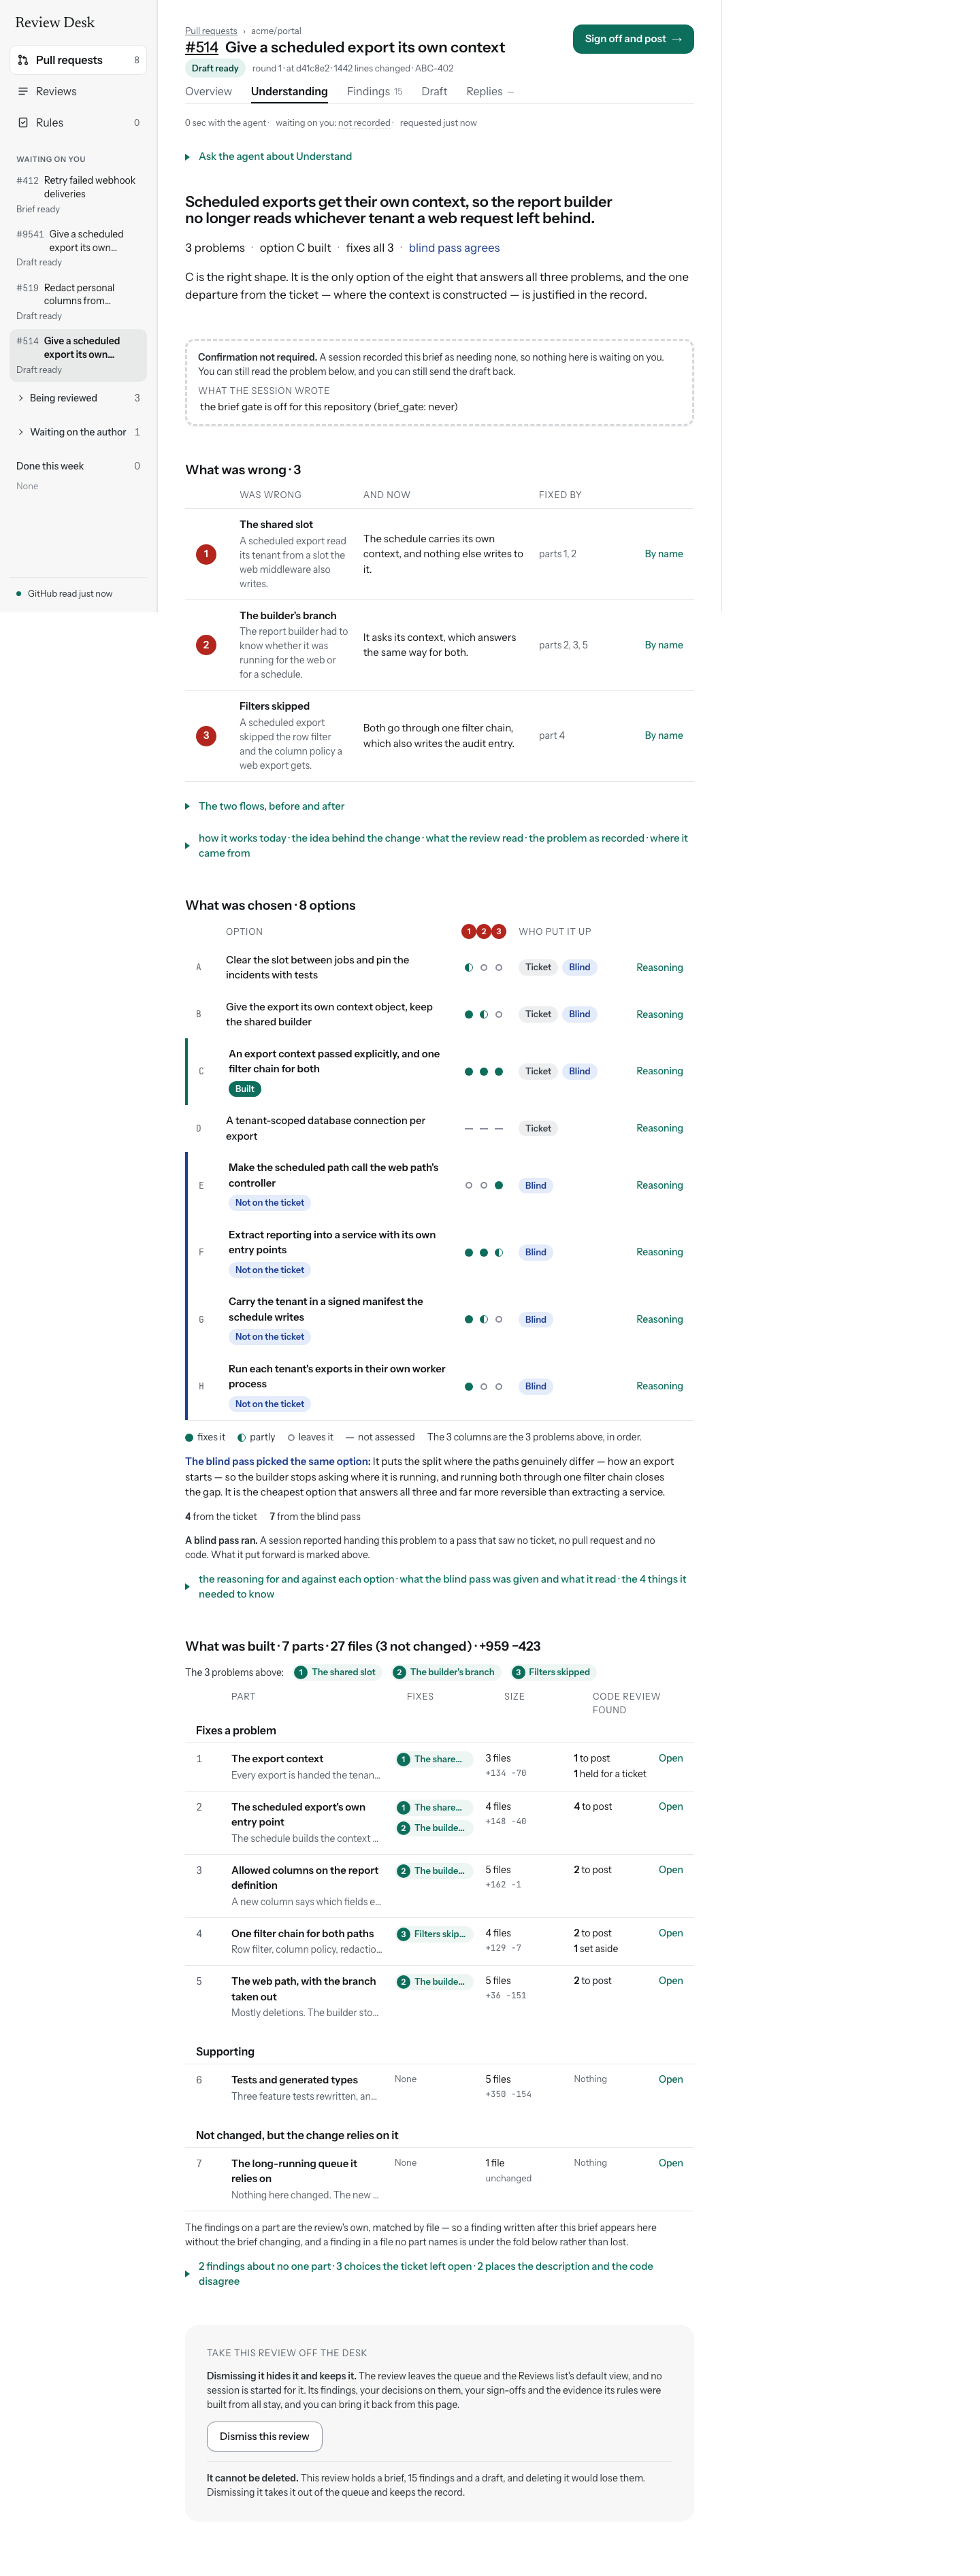 Review Desk
Pull requests 8
Reviews
Rules 0
WAITING ON YOU
#412 Retry failed webhook
deliveries
Brief ready
#9541 Give a scheduled
export its own...
Draft ready
#519 Redact personal
columns from...
Draft ready
#514 Give a scheduled
export its own...
Draft ready
Being reviewed 3
Waiting on the author 1
Done this week 0
None
GitHub read just now
Pull requests › acme/portal
#514 Give a scheduled export its own context
Sign off and post →
Draft ready round 1 · at d41c8e2 · 1442 lines changed · ABC-402
Overview Understanding Findings 15 Draft Replies —
0 sec with the agent · waiting on you: not recorded · requested just now
Ask the agent about Understand
Scheduled exports get their own context, so the report builder
no longer reads whichever tenant a web request left behind.
3 problems · option C built · fixes all 3 · blind pass agrees
C is the right shape. It is the only option of the eight that answers all three problems, and the one
departure from the ticket — where the context is constructed — is justified in the record.
Confirmation not required. A session recorded this brief as needing none, so nothing here is waiting on you.
You can still read the problem below, and you can still send the draft back.
WHAT THE SESSION WROTE
the brief gate is off for this repository (brief_gate: never)
What was wrong · 3
WAS WRONG AND NOW FIXED BY
1
The shared slot
A scheduled export read
its tenant from a slot the
web middleware also
writes.
The schedule carries its own
context, and nothing else writes to
it.
parts 1, 2
By name
2
The builder's branch
The report builder had to
know whether it was
running for the web or
for a schedule.
It asks its context, which answers
the same way for both.
parts 2, 3, 5
By name
3
Filters skipped
A scheduled export
skipped the row filter
and the column policy a
web export gets.
Both go through one filter chain,
which also writes the audit entry.
part 4
By name
The two flows, before and after
how it works today · the idea behind the change · what the review read · the problem as recorded · where it
came from
What was chosen · 8 options
OPTION 1 2 3 WHO PUT IT UP
A Clear the slot between jobs and pin the
incidents with tests
Ticket Blind Reasoning
B Give the export its own context object, keep
the shared builder
Ticket Blind Reasoning
C An export context passed explicitly, and one
filter chain for both
Built
Ticket Blind Reasoning
D A tenant-scoped database connection per
export
— — — Ticket Reasoning
E Make the scheduled path call the web path's
controller
Not on the ticket
Blind Reasoning
F Extract reporting into a service with its own
entry points
Not on the ticket
Blind Reasoning
G Carry the tenant in a signed manifest the
schedule writes
Not on the ticket
Blind Reasoning
H Run each tenant's exports in their own worker
process
Not on the ticket
Blind Reasoning
fixes it partly leaves it — not assessed The 3 columns are the 3 problems above, in order.
The blind pass picked the same option: It puts the split where the paths genuinely differ — how an export
starts — so the builder stops asking where it is running, and running both through one filter chain closes
the gap. It is the cheapest option that answers all three and far more reversible than extracting a service.
4 from the ticket 7 from the blind pass
A blind pass ran. A session reported handing this problem to a pass that saw no ticket, no pull request and no
code. What it put forward is marked above.
the reasoning for and against each option · what the blind pass was given and what it read · the 4 things it
needed to know
What was built · 7 parts · 27 files (3 not changed) · +959 −423
The 3 problems above: 1 The shared slot 2 The builder's branch 3 Filters skipped
PART FIXES SIZE CODE REVIEW
FOUND
Fixes a problem
1 The export context
Every export is handed the tenan...
1 The share...
3 files
+134 -70
1 to post
1 held for a ticket
Open
2 The scheduled export's own
entry point
The schedule builds the context ...
1 The share...
2 The builde...
4 files
+148 -40
4 to post
Open
3 Allowed columns on the report
definition
A new column says which fields e...
2 The builde...
5 files
+162 -1
2 to post
Open
4 One filter chain for both paths
Row filter, column policy, redactio...
3 Filters skip...
4 files
+129 -7
2 to post
1 set aside
Open
5 The web path, with the branch
taken out
Mostly deletions. The builder sto...
2 The builde...
5 files
+36 -151
2 to post
Open
Supporting
6 Tests and generated types
Three feature tests rewritten, an...
None
5 files
+350 -154
Nothing
Open
Not changed, but the change relies on it
7 The long-running queue it
relies on
Nothing here changed. The new ...
None
1 file
unchanged
Nothing
Open
The findings on a part are the review's own, matched by file — so a finding written after this brief appears here
without the brief changing, and a finding in a file no part names is under the fold below rather than lost.
2 findings about no one part · 3 choices the ticket left open · 2 places the description and the code
disagree
TAKE THIS REVIEW OFF THE DESK
Dismissing it hides it and keeps it. The review leaves the queue and the Reviews list's default view, and no
session is started for it. Its findings, your decisions on them, your sign-offs and the evidence its rules were
built from all stay, and you can bring it back from this page.
Dismiss this review
It cannot be deleted. This review holds a brief, 15 findings and a draft, and deleting it would lose them.
Dismissing it takes it out of the queue and keeps the record.